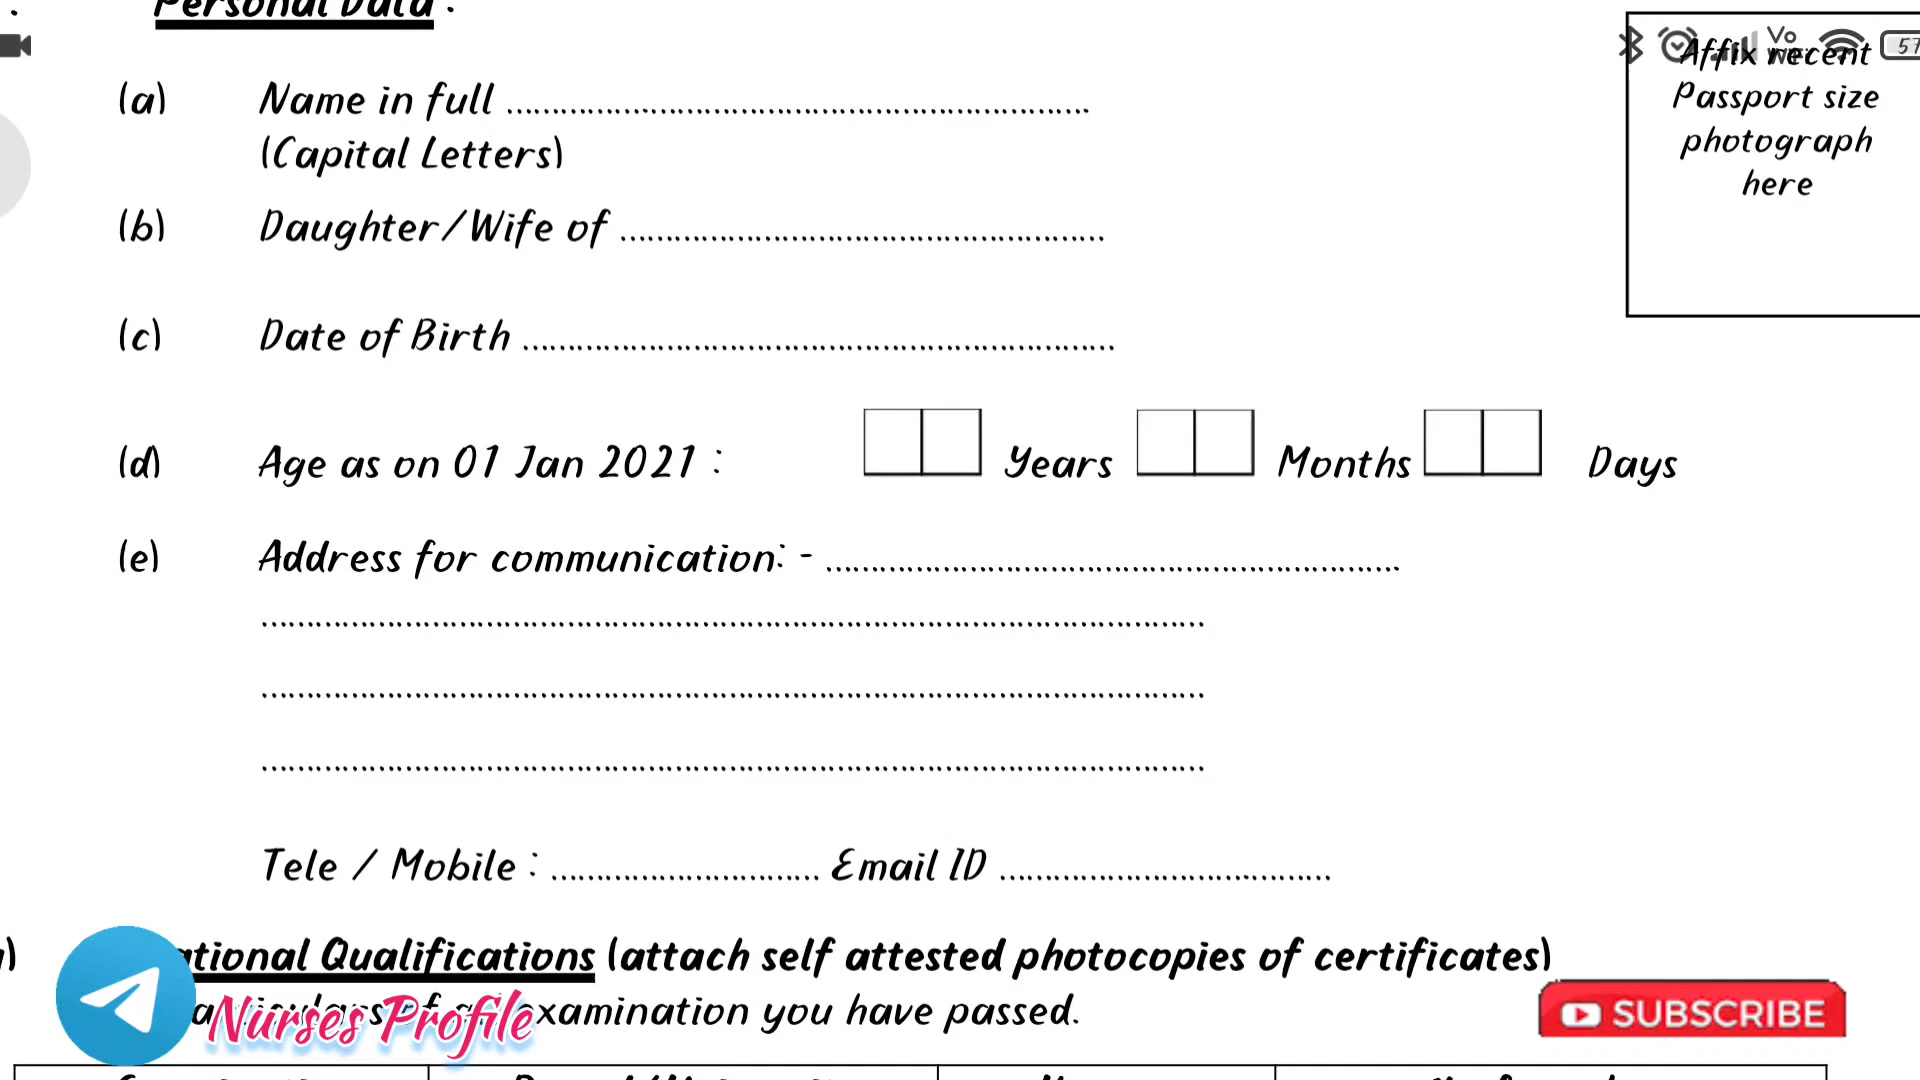 Personal Data :
Affix recent
Passport size
photograph
here
57
(a) Name in full ................................................................
(Capital Letters)
(b) Daughter/Wife of .....................................................
(c) Date of Birth .................................................................
(d) Age as on 01 Jan 2021 : Years Months Days
(e) Address for communication: - ...............................................................
........................................................................................................
........................................................................................................
........................................................................................................
Tele / Mobile : .............................. Email ID .....................................
Qualifications (attach self attested photocopies of certificates)
you have passed.
Nurses Profile
SUBSCRIBE